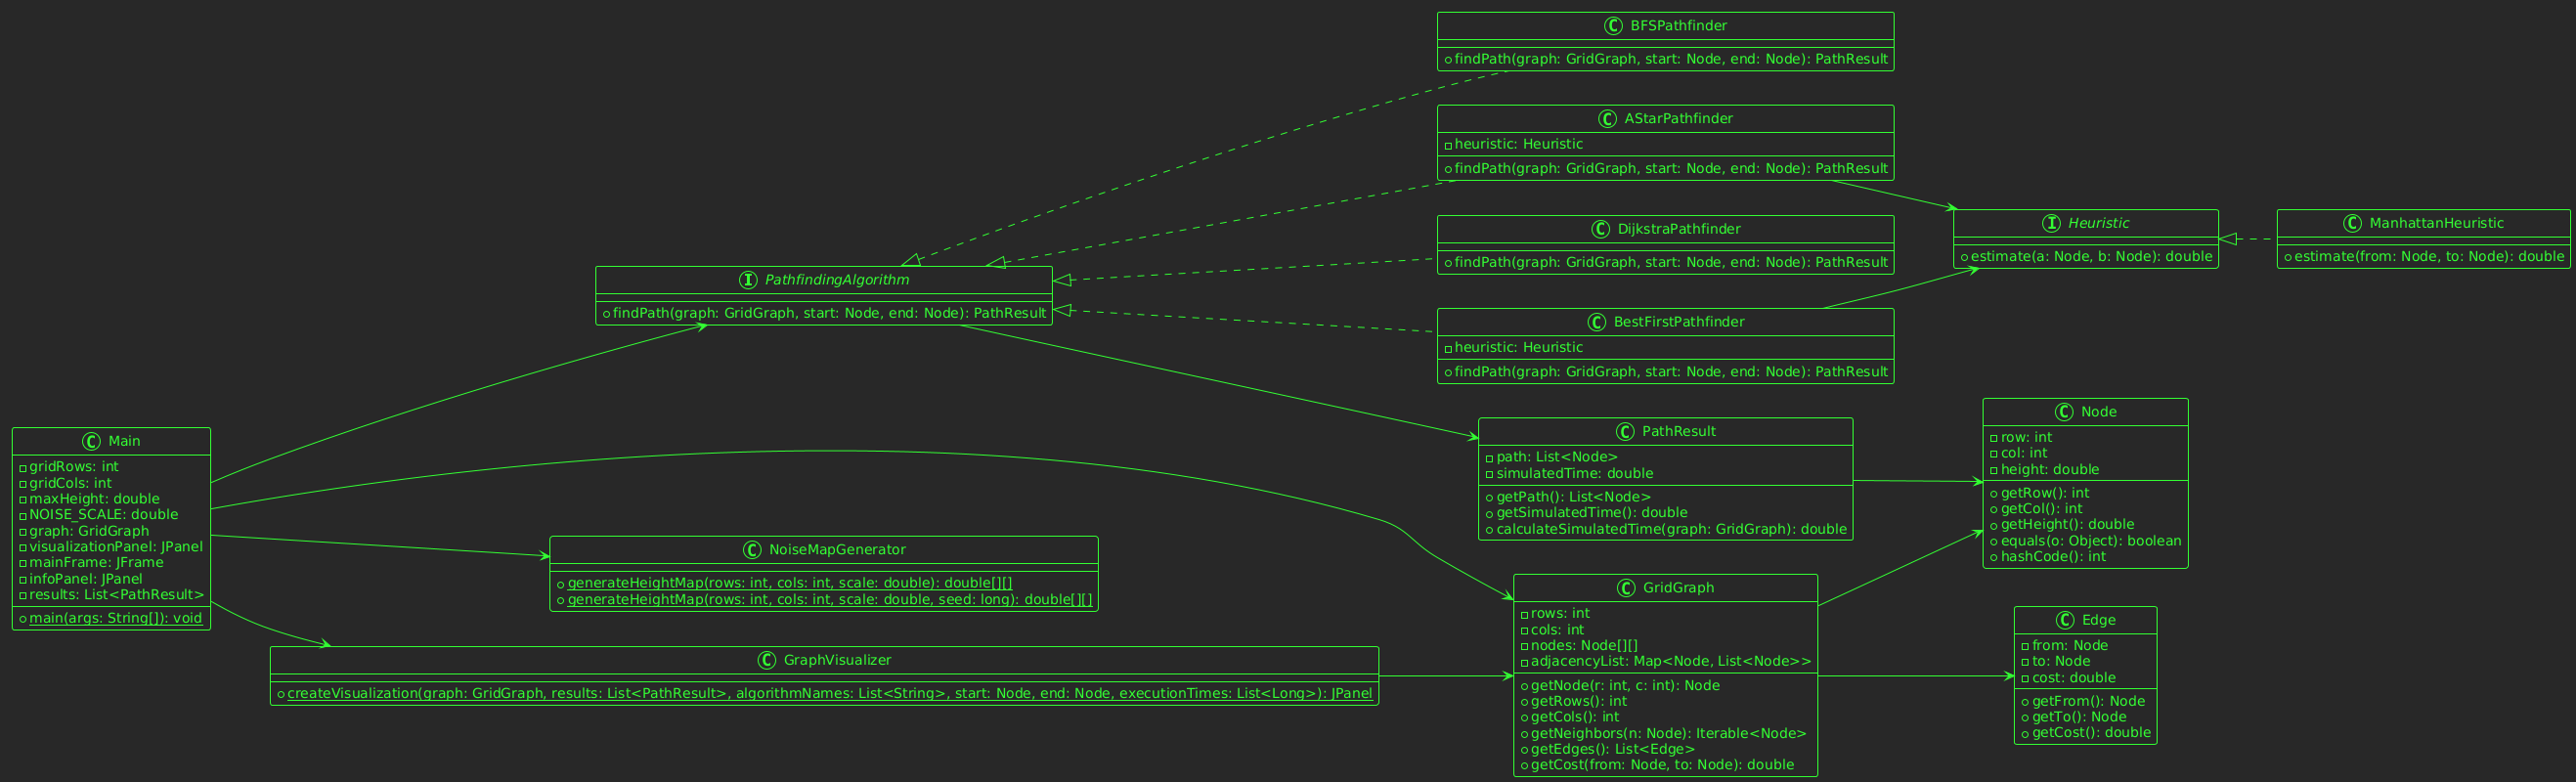 BFSPathfinder
findPath(graph: GridGraph, start: Node, end: Node): PathResult
AStarPathfinder
heuristic: Heuristic
findPath(graph: GridGraph, start: Node, end: Node): PathResult
DijkstraPathfinder
findPath(graph: GridGraph, start: Node, end: Node): PathResult
Heuristic
estimate(a: Node, b: Node): double
ManhattanHeuristic
estimate(from: Node, to: Node): double
PathfindingAlgorithm
findPath(graph: GridGraph, start: Node, end: Node): PathResult
BestFirstPathfinder
heuristic: Heuristic
findPath(graph: GridGraph, start: Node, end: Node): PathResult
Main
gridRows: int
gridCols: int
maxHeight: double
NOISE_SCALE: double
graph: GridGraph
visualizationPanel: JPanel
mainFrame: JFrame
infoPanel: JPanel
results: List<PathResult>
main(args: String[]): void
PathResult
path: List<Node>
simulatedTime: double
getPath(): List<Node>
getSimulatedTime(): double
calculateSimulatedTime(graph: GridGraph): double
Node
row: int
col: int
height: double
getRow(): int
getCol(): int
getHeight(): double
equals(o: Object): boolean
hashCode(): int
NoiseMapGenerator
generateHeightMap(rows: int, cols: int, scale: double): double[][]
generateHeightMap(rows: int, cols: int, scale: double, seed: long): double[][]
GraphVisualizer
createVisualization(graph: GridGraph, results: List<PathResult>, algorithmNames: List<String>, start: Node, end: Node, executionTimes: List<Long>): JPanel
GridGraph
rows: int
cols: int
nodes: Node[][]
adjacencyList: Map<Node, List<Node>>
getNode(r: int, c: int): Node
getRows(): int
getCols(): int
getNeighbors(n: Node): Iterable<Node>
getEdges(): List<Edge>
getCost(from: Node, to: Node): double
Edge
from: Node
to: Node
cost: double
getFrom(): Node
getTo(): Node
getCost(): double